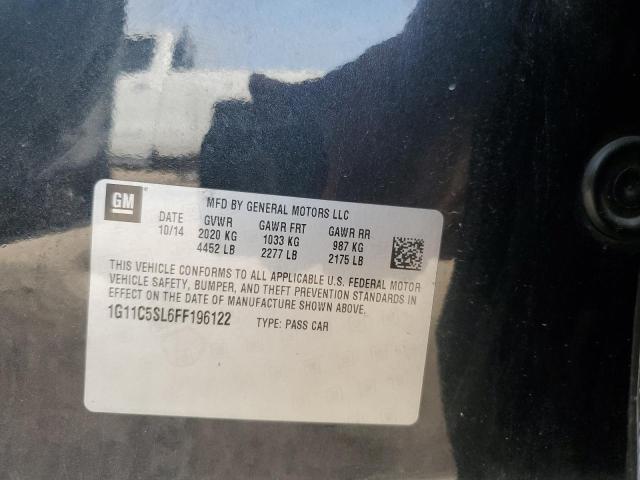 GM
MFD BY GENERAL MOTORS LLC
DATE GVWR GAWR FRT GAWR RR
10/14 2020 KG 1033 KG 987 KG
4452 LB 2277 LB 2175 LB
THIS VEHICLE CONFORMS TO ALL APPLICABLE U.S. FEDERAL MOTOR
VEHICLE SAFETY, BUMPER, AND THEFT PREVENTION STANDARDS IN
EFFECT ON THE DATE OF MANUFACTURE SHOWN ABOVE.
1G11C5SL6FF196122 TYPE: PASS CAR